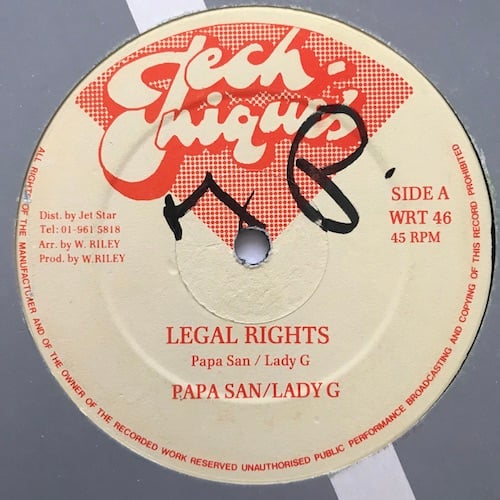 Tech-
niques
M P.
SIDE A
WRT 46
45 RPM
Dist. by Jet Star
Tel: 01-961 5818
Arr. by W. RILEY
Prod. by W.RILEY
LEGAL RIGHTS
Papa San / Lady G
PAPA SAN/LADY G
ALL RIGHTS OF THE MANUFACTURER AND OF THE OWNER OF THE RECORDED WORK RESERVED UNAUTHORISED PUBLIC PERFORMANCE BROADCASTING AND COPYING OF THIS RECORD PROHIBITED